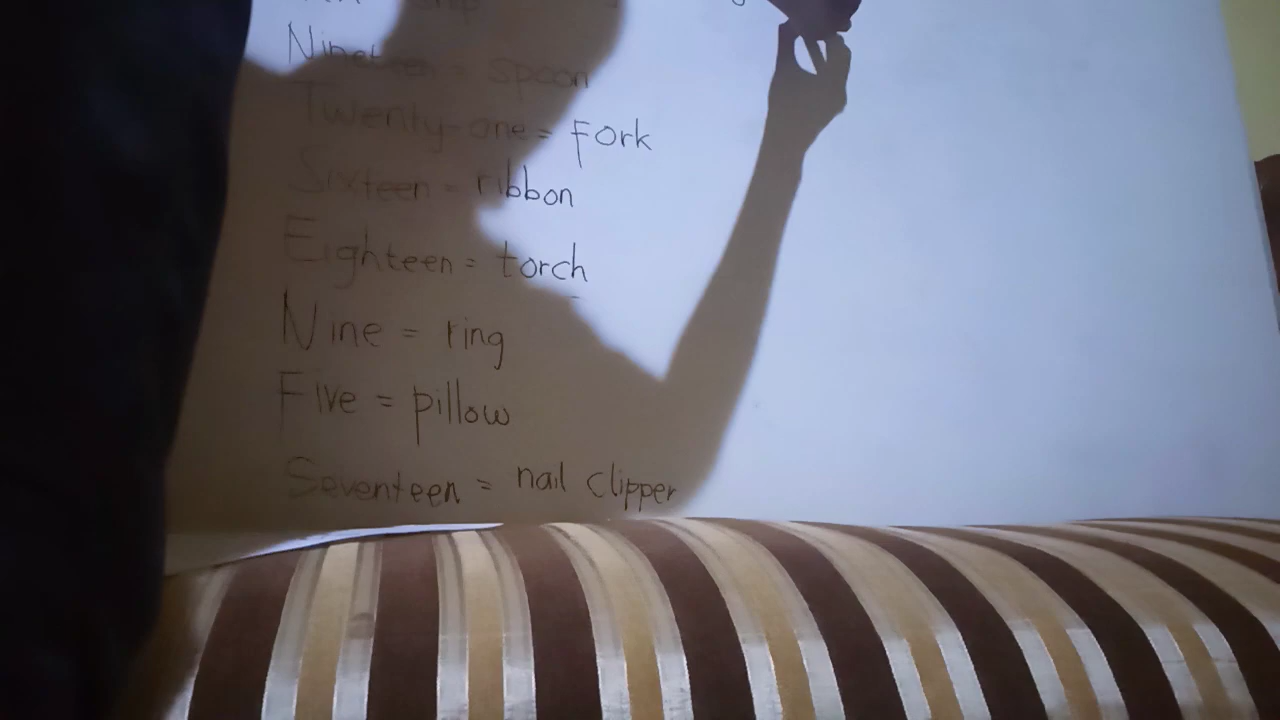 Nineteen = spoon
Twenty-one = Fork
Sixteen = ribbon
Eighteen = torch
Nine = ring
Five = pillow
Seventeen = nail clipper